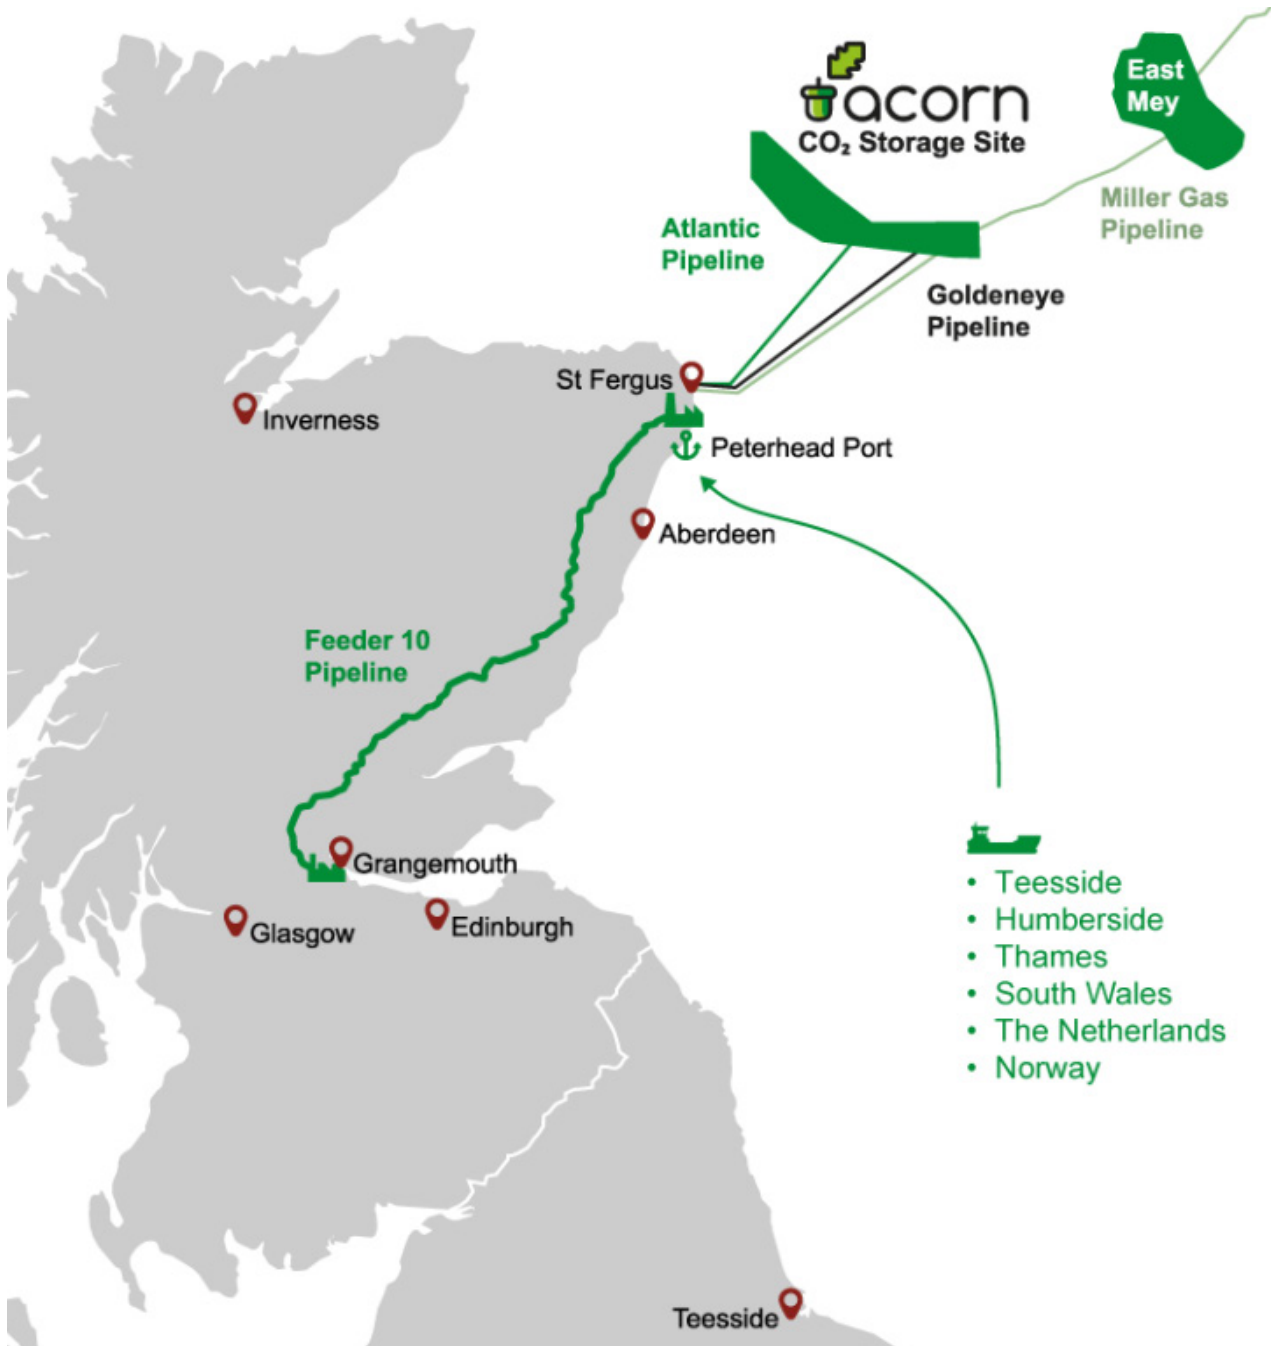 acorn
CO₂ Storage Site
East
Mey
Miller Gas
Pipeline
Atlantic
Pipeline
Goldeneye
Pipeline
St Fergus
Inverness
Peterhead Port
Aberdeen
Feeder 10
Pipeline
Grangemouth
Glasgow
Edinburgh
• Teesside
• Humberside
• Thames
• South Wales
• The Netherlands
• Norway
Teesside